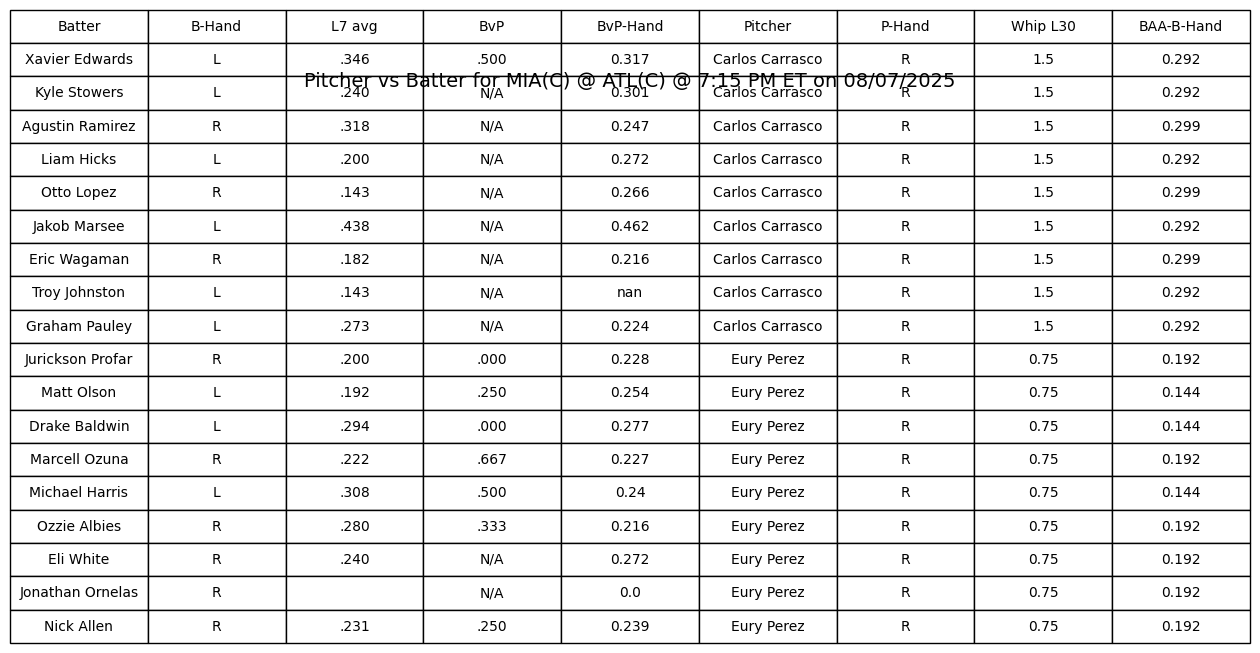 Batter B-Hand L7 avg BvP BvP-Hand Pitcher P-Hand Whip L30 BAA-B-Hand
Xavier Edwards L .346 .500 0.317 Carlos Carrasco R 1.5 0.292
Pitcher vs Batter for MIA(C) @ ATL(C) @ 7:15 PM ET on 08/07/2025
Kyle Stowers L .240 N/A 0.301 Carlos Carrasco R 1.5 0.292
Agustin Ramirez R .318 N/A 0.247 Carlos Carrasco R 1.5 0.299
Liam Hicks L .200 N/A 0.272 Carlos Carrasco R 1.5 0.292
Otto Lopez R .143 N/A 0.266 Carlos Carrasco R 1.5 0.299
Jakob Marsee L .438 N/A 0.462 Carlos Carrasco R 1.5 0.292
Eric Wagaman R .182 N/A 0.216 Carlos Carrasco R 1.5 0.299
Troy Johnston L .143 N/A nan Carlos Carrasco R 1.5 0.292
Graham Pauley L .273 N/A 0.224 Carlos Carrasco R 1.5 0.292
Jurickson Profar R .200 .000 0.228 Eury Perez R 0.75 0.192
Matt Olson L .192 .250 0.254 Eury Perez R 0.75 0.144
Drake Baldwin L .294 .000 0.277 Eury Perez R 0.75 0.144
Marcell Ozuna R .222 .667 0.227 Eury Perez R 0.75 0.192
Michael Harris L .308 .500 0.24 Eury Perez R 0.75 0.144
Ozzie Albies R .280 .333 0.216 Eury Perez R 0.75 0.192
Eli White R .240 N/A 0.272 Eury Perez R 0.75 0.192
Jonathan Ornelas R N/A 0.0 Eury Perez R 0.75 0.192
Nick Allen R .231 .250 0.239 Eury Perez R 0.75 0.192